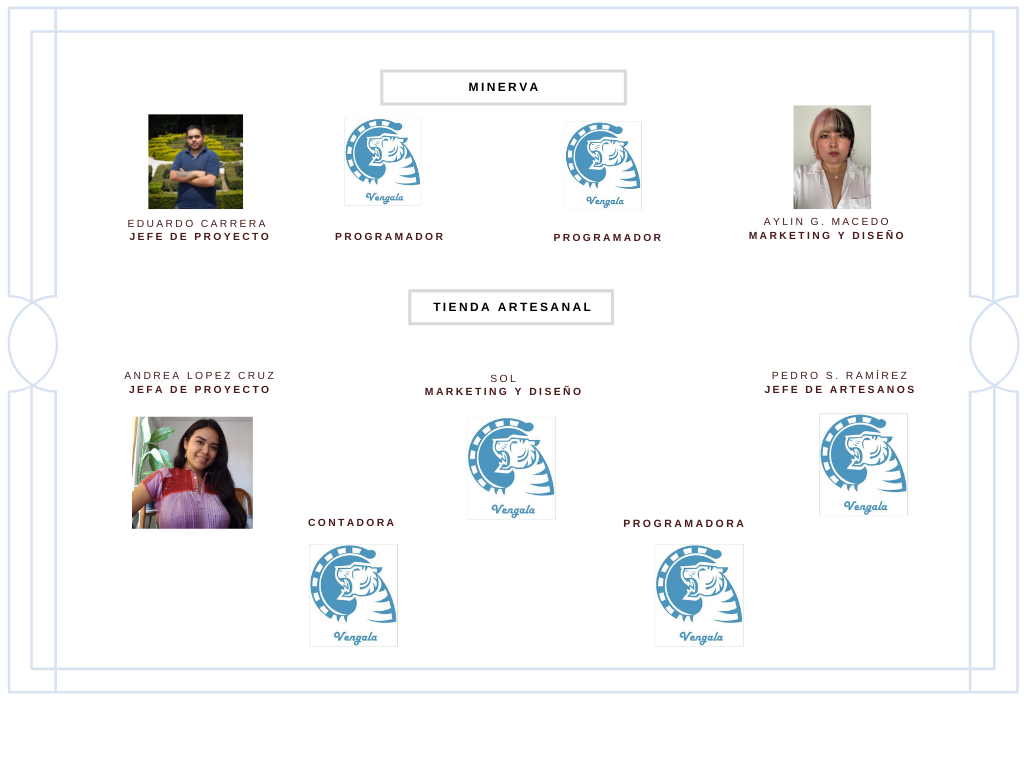 MINERVA
Vengala
Vengala
EDUARDO CARRERA
JEFE DE PROYECTO
PROGRAMADOR
PROGRAMADOR
AYLIN G. MACEDO
MARKETING Y DISEÑO
TIENDA ARTESANAL
ANDREA LOPEZ CRUZ
JEFA DE PROYECTO
SOL
MARKETING Y DISEÑO
PEDRO S. RAMÍREZ
JEFE DE ARTESANOS
Vengala
Vengala
CONTADORA
PROGRAMADORA
Vengala
Vengala